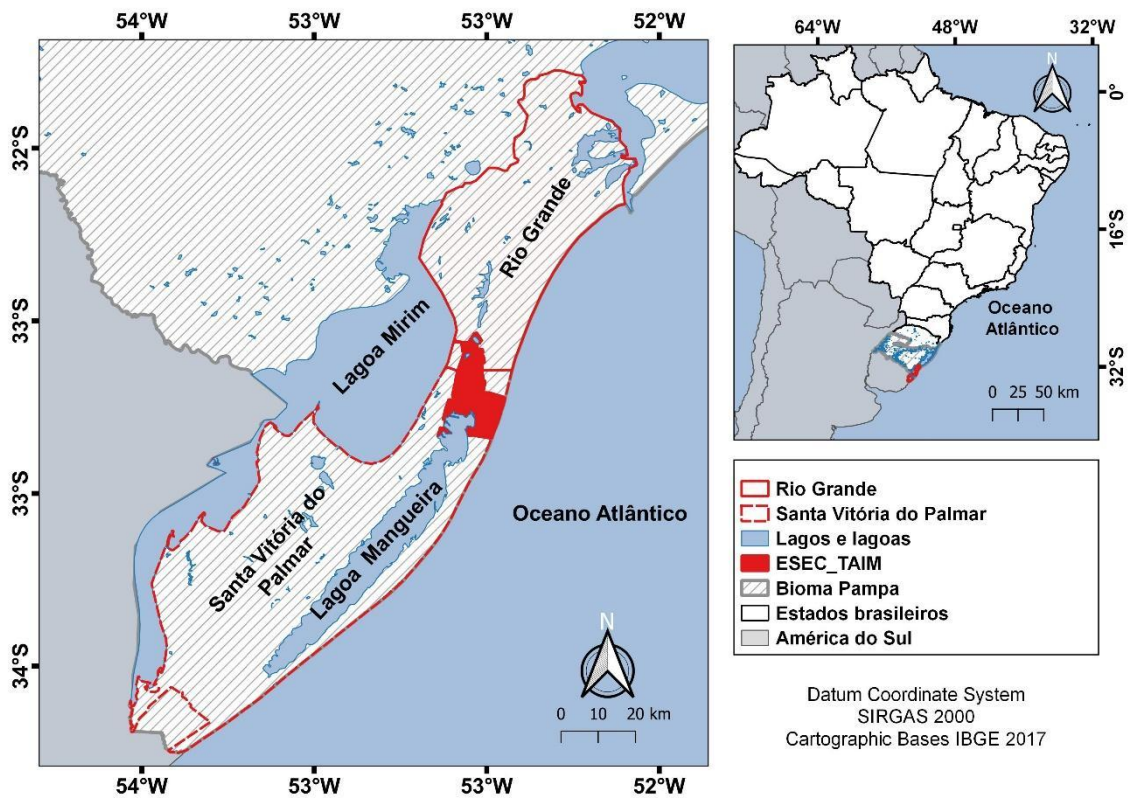 54°W 53°W 53°W 52°W
32°S
33°S
33°S
34°S
Rio Grande
Lagoa Mirim
Santa Vitória do
Palmar
Lagoa Mangueira
Oceano Atlântico
N
0 10 20 km
54°W 53°W 53°W 52°W
64°W 48°W 32°W
N
0°
16°S
32°S
Oceano
Atlântico
0 25 50 km
Rio Grande
Santa Vitória do Palmar
Lagos e lagoas
ESEC_TAIM
Bioma Pampa
Estados brasileiros
América do Sul
Datum Coordinate System
SIRGAS 2000
Cartographic Bases IBGE 2017